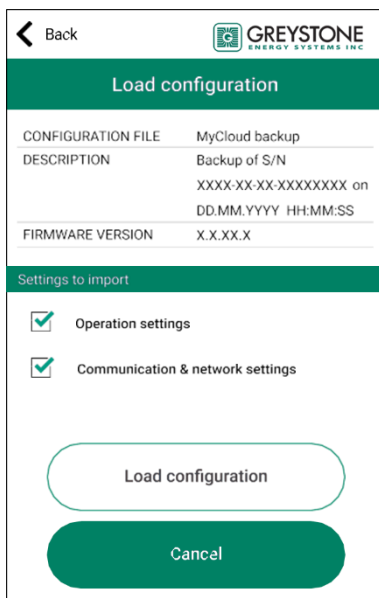 Back
GREYSTONE
ENERGY SYSTEMS INC
Load configuration
CONFIGURATION FILE MyCloud backup
DESCRIPTION Backup of S/N
XXXX-XX-XX-XXXXXXXX on
DD.MM.YYYY HH:MM:SS
FIRMWARE VERSION X.X.XX.X
Settings to import
Operation settings
Communication & network settings
Load configuration
Cancel